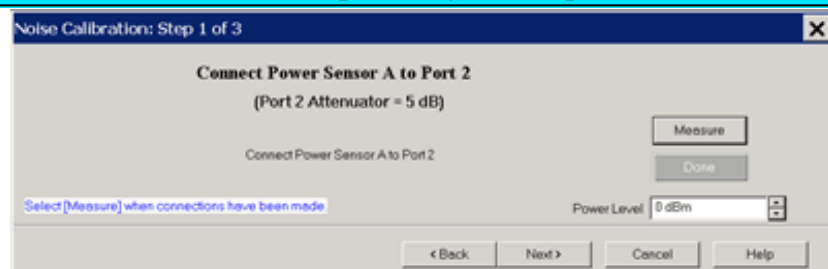 Noise Calibration: Step 1 of 3
Connect Power Sensor A to Port 2
(Port 2 Attenuator = 5 dB)
Measure
Connect Power Sensor A to Port 2
Done
Select [Measure] when connections have been made.
Power Level 0 dBm
< Back Next > Cancel Help